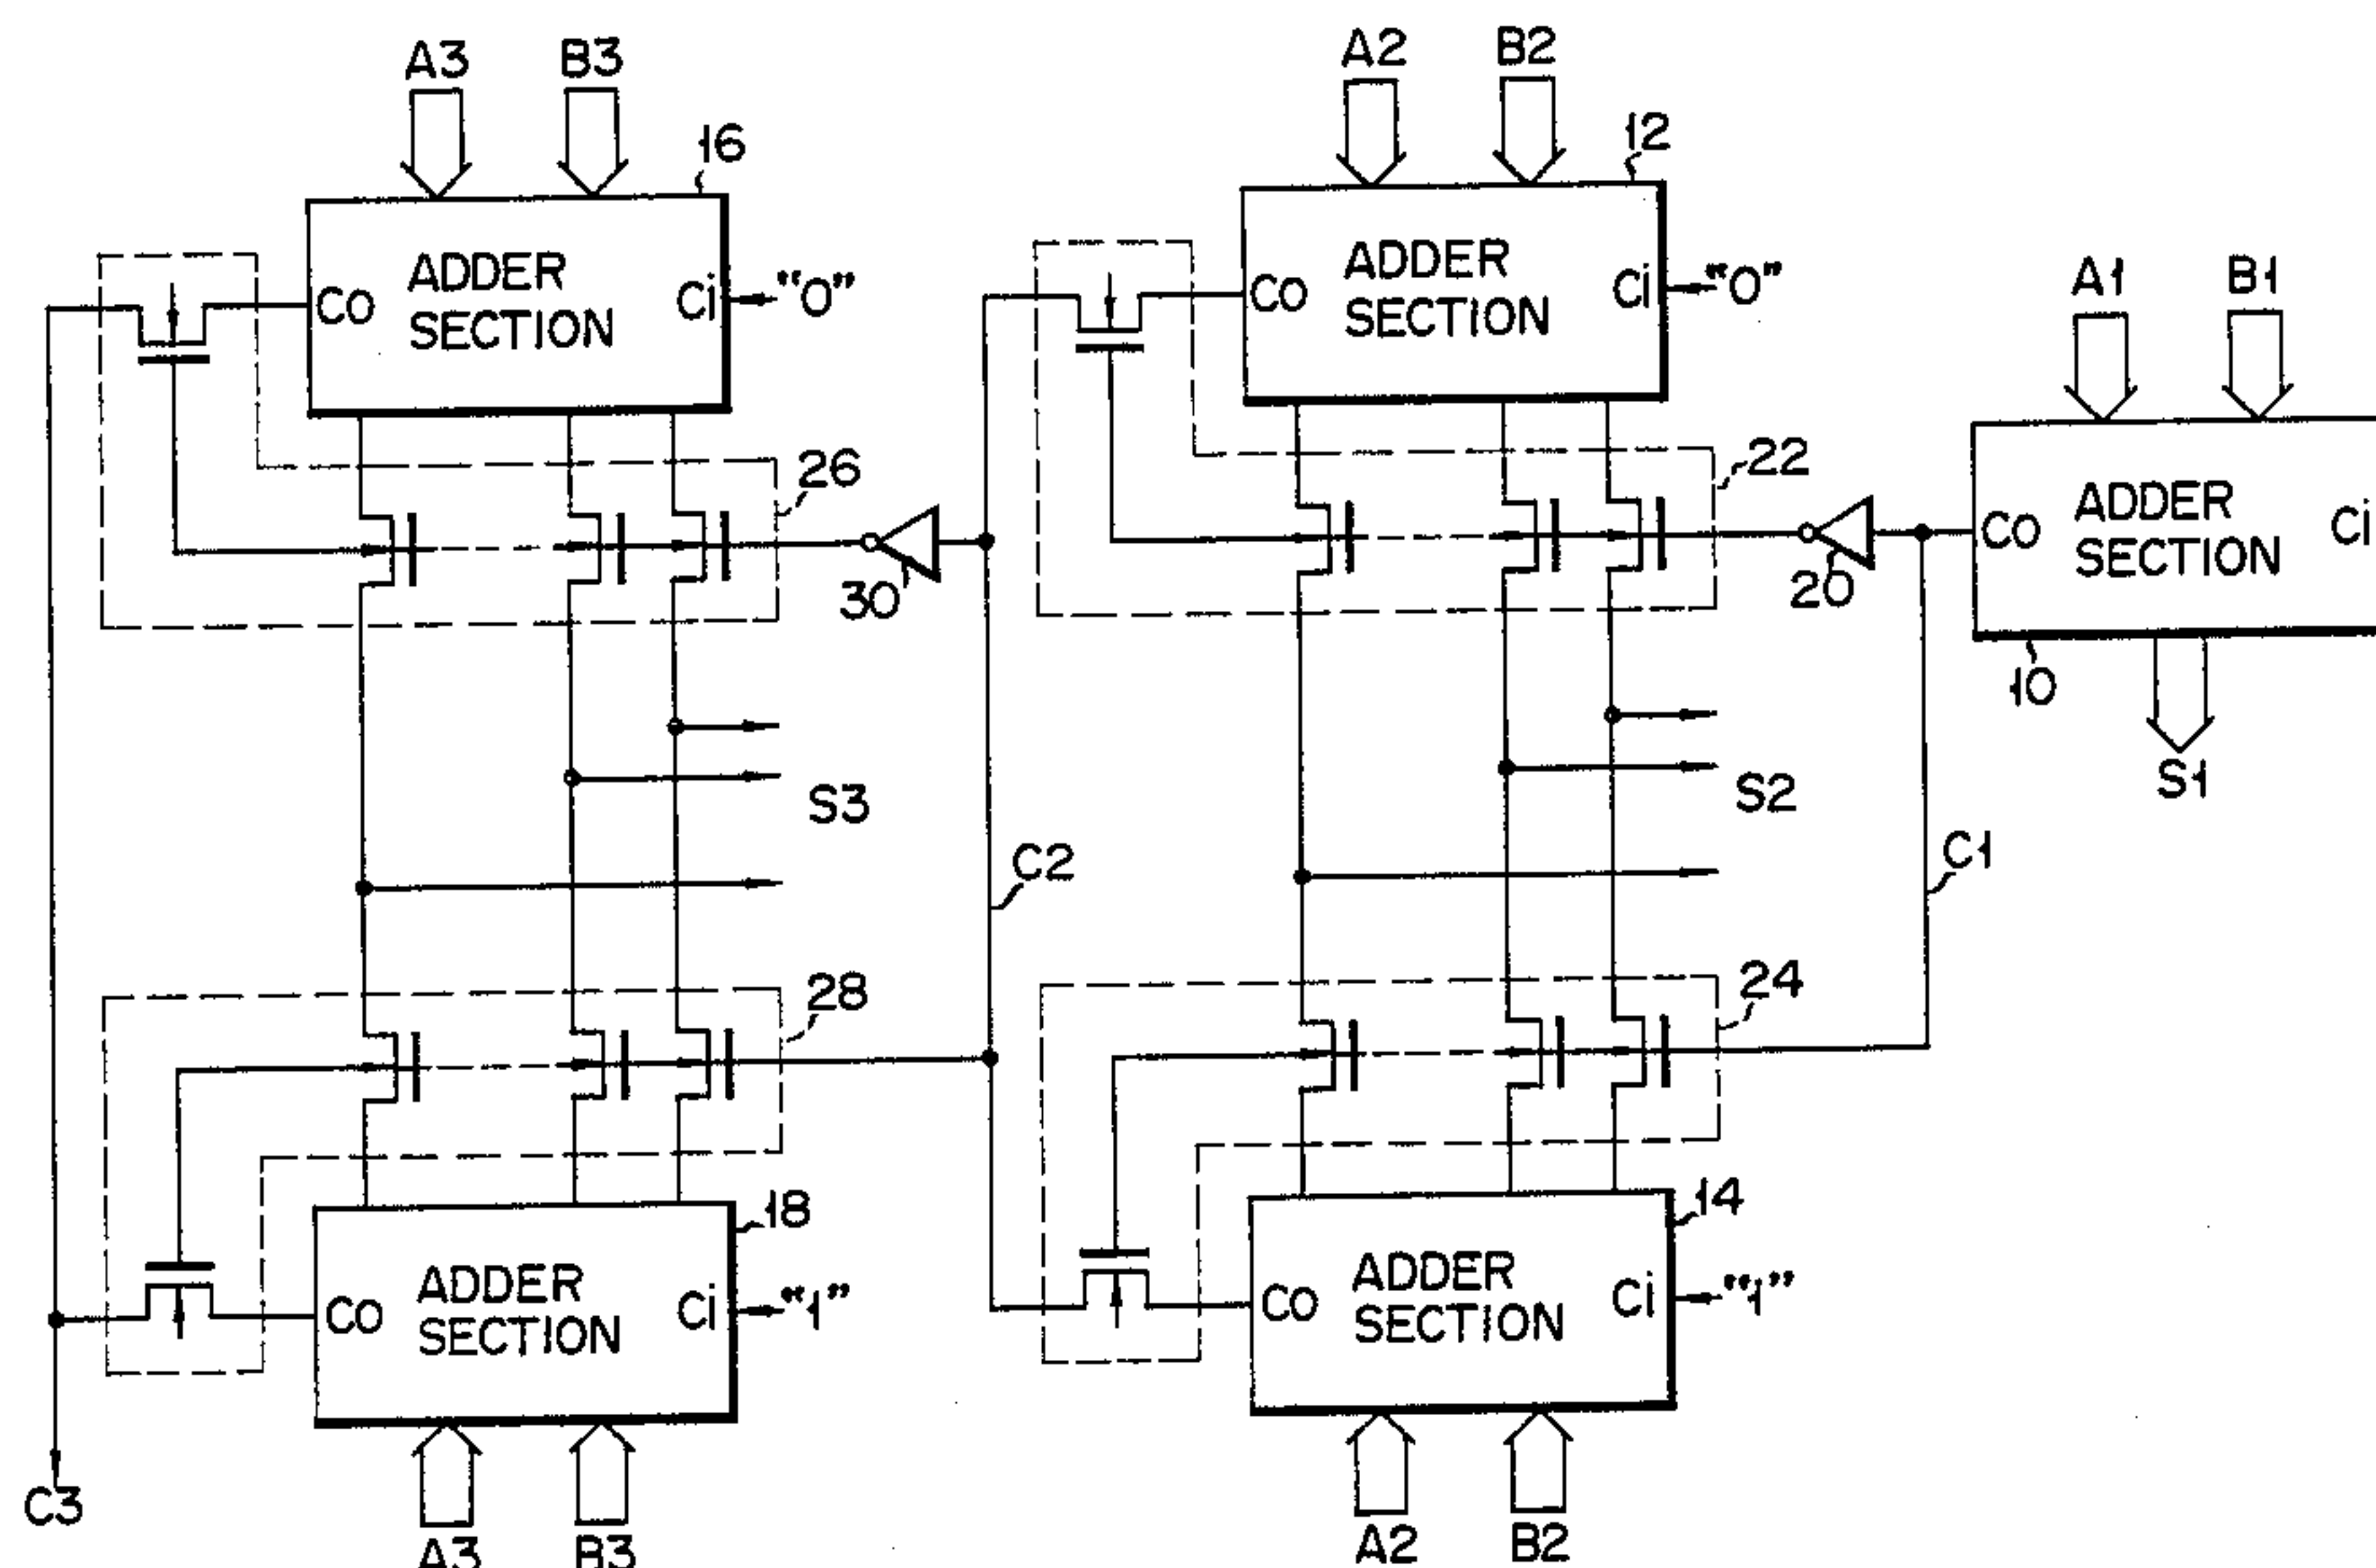 A3 B3
16
ADDER
SECTION
Co
Ci
"0"
26
30
S3
C2
28
18
ADDER
SECTION
Co
Ci
"1"
A3 B3
C3
A2 B2
12
ADDER
SECTION
Co
Ci
"0"
22
20
S2
C1
24
14
ADDER
SECTION
Co
Ci
"1"
A2 B2
A1 B1
ADDER
SECTION
Co
Ci
10
S1